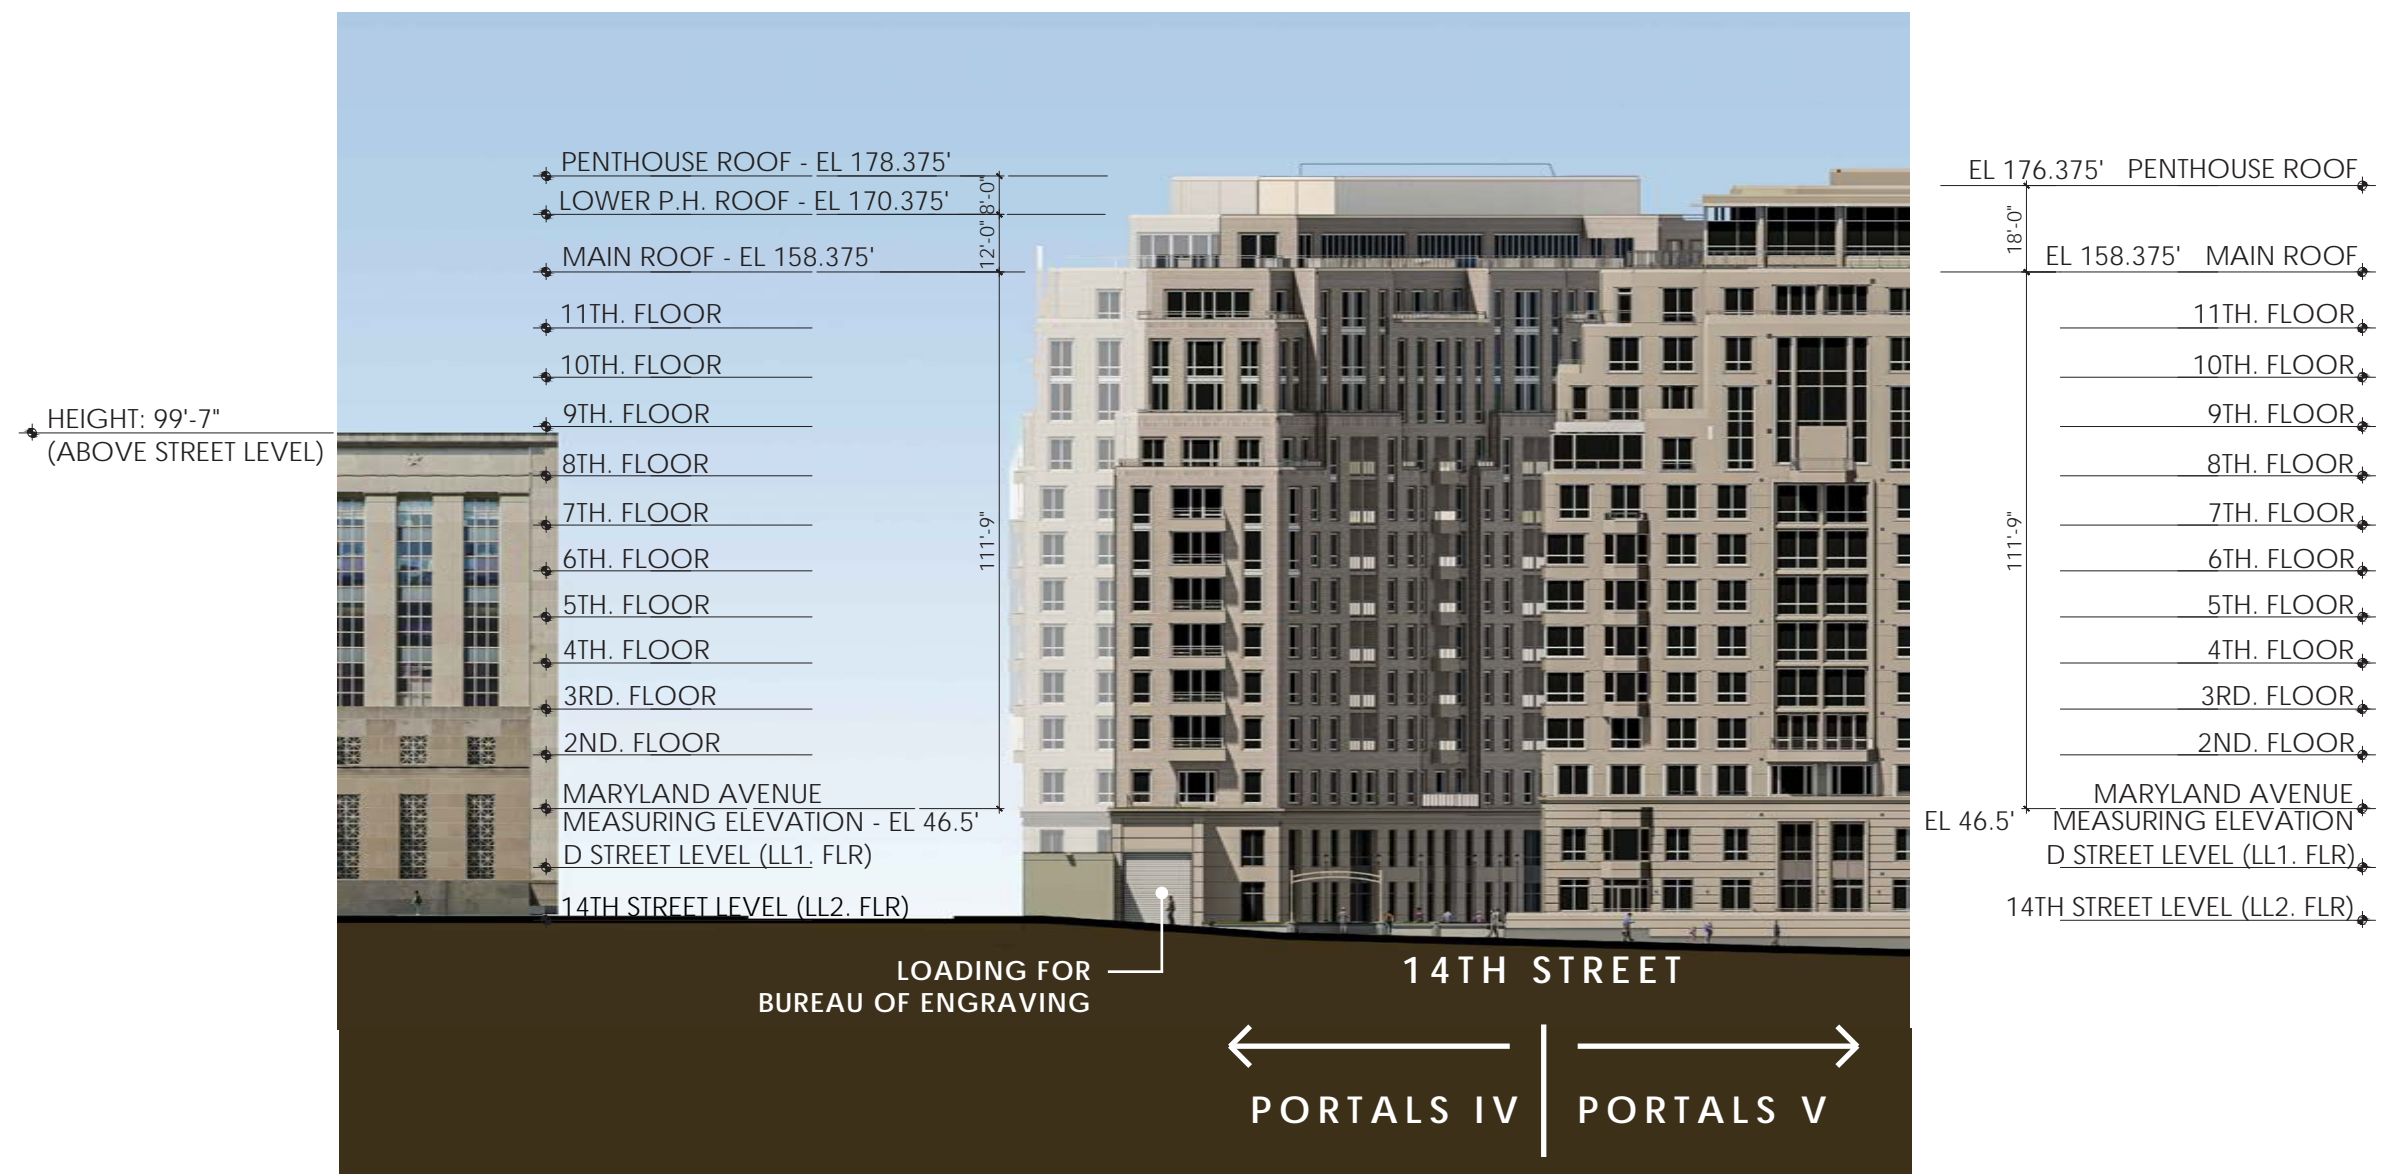 PENTHOUSE ROOF - EL 178.375'
LOWER P.H. ROOF - EL 170.375'
MAIN ROOF - EL 158.375'
11TH. FLOOR
10TH. FLOOR
9TH. FLOOR
8TH. FLOOR
7TH. FLOOR
6TH. FLOOR
5TH. FLOOR
4TH. FLOOR
3RD. FLOOR
2ND. FLOOR
MARYLAND AVENUE
MEASURING ELEVATION - EL 46.5'
D STREET LEVEL (LL1. FLR)
14TH STREET LEVEL (LL2. FLR)
8'-0"
12'-0"
111'-9"
HEIGHT: 99'-7"
(ABOVE STREET LEVEL)
EL 176.375' PENTHOUSE ROOF
18'-0"
EL 158.375' MAIN ROOF
11TH. FLOOR
10TH. FLOOR
9TH. FLOOR
8TH. FLOOR
7TH. FLOOR
111'-9"
6TH. FLOOR
5TH. FLOOR
4TH. FLOOR
3RD. FLOOR
2ND. FLOOR
MARYLAND AVENUE
EL 46.5' MEASURING ELEVATION
D STREET LEVEL (LL1. FLR)
14TH STREET LEVEL (LL2. FLR)
LOADING FOR
BUREAU OF ENGRAVING
14TH STREET
PORTALS IV
PORTALS V